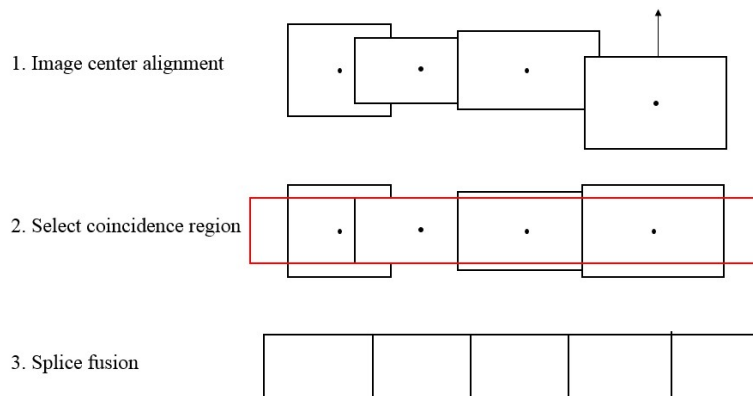 1. Image center alignment
2. Select coincidence region
3. Splice fusion